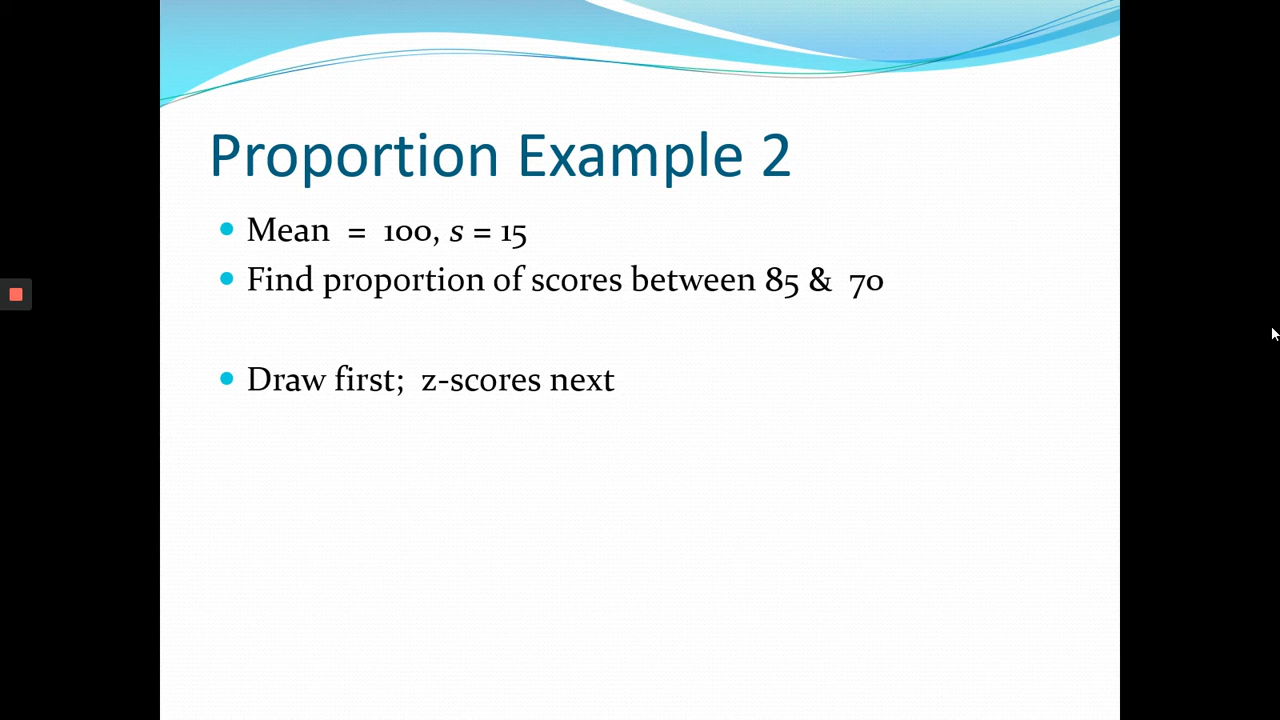 Proportion Example 2
Mean = 100, s = 15
Find proportion of scores between 85 & 70
Draw first; z-scores next